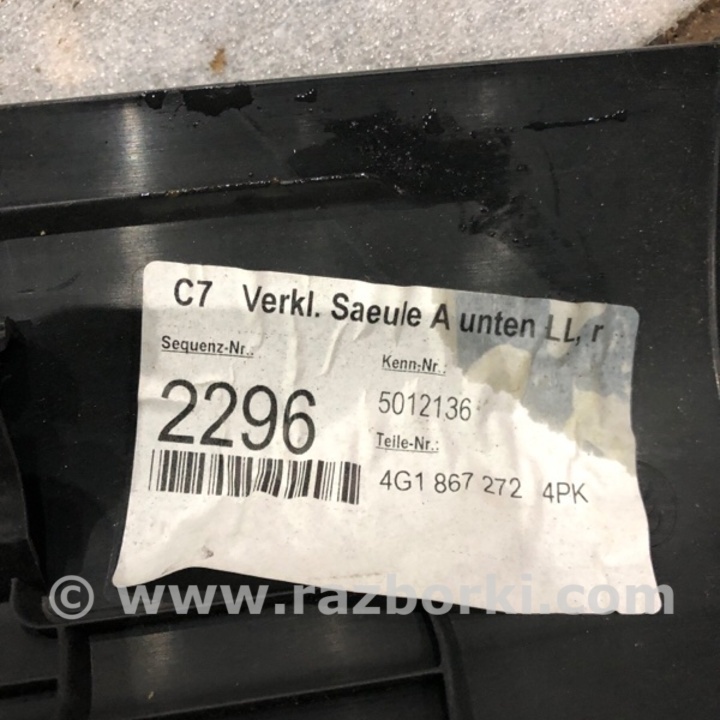 C7 Verkl. Saeule A unten LL, r
Sequenz-Nr.:
2296
Kenn-Nr.:
5012136
Teile-Nr.:
4G1 867 272 4PK
© www.razborki.com